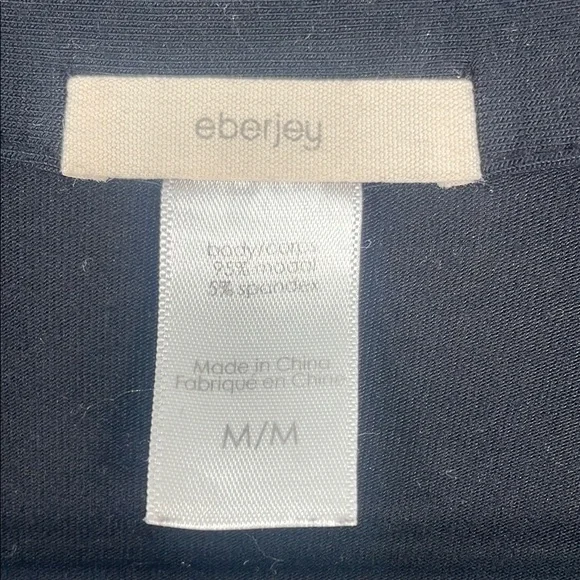 eberjey
body/corps
95% modal
5% spandex
Made in China
Fabriqué en Chine
M/M